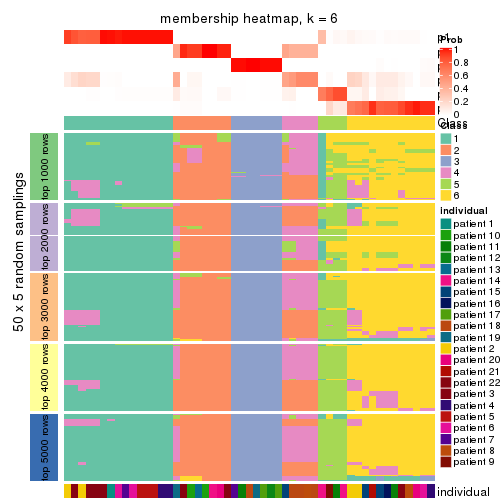 membership heatmap, k = 6
Prob
1
0.8
0.6
0.4
0.2
0
Class
Class
1
2
3
4
5
6
individual
patient 1
patient 10
patient 11
patient 12
patient 13
patient 14
patient 15
patient 16
patient 17
patient 18
patient 19
patient 2
patient 20
patient 21
patient 22
patient 3
patient 4
patient 5
patient 6
patient 7
patient 8
patient 9
50 x 5 random samplings
top 1000 rows
top 2000 rows
top 3000 rows
top 4000 rows
top 5000 rows
individual